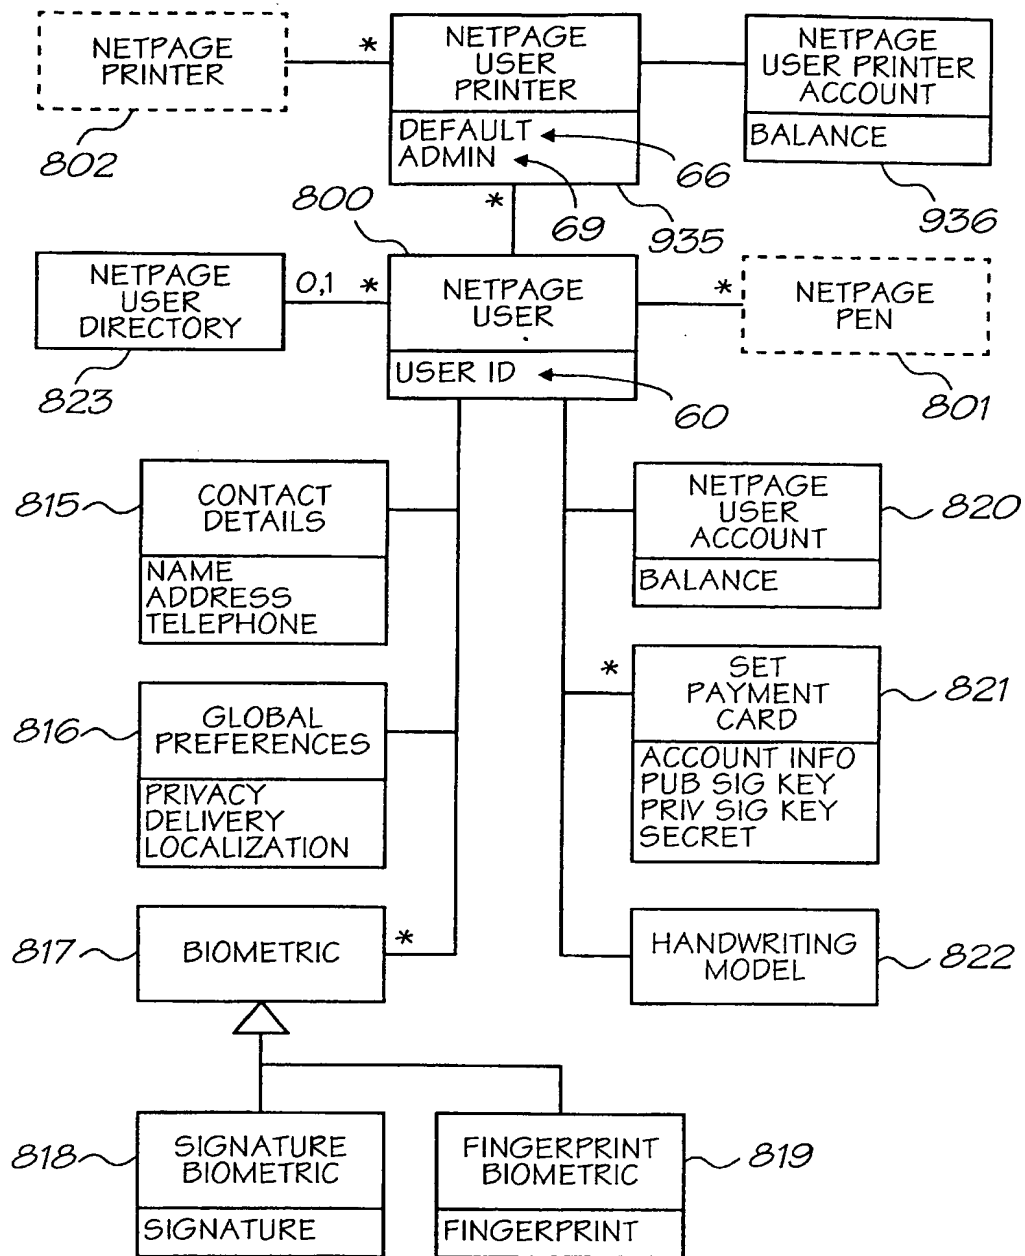 NETPAGE
PRINTER
802
*
NETPAGE
USER
PRINTER
DEFAULT
ADMIN
66
69
935
NETPAGE
USER PRINTER
ACCOUNT
BALANCE
936
*
800
NETPAGE
USER
DIRECTORY
823
0,1
*
NETPAGE
USER
USER ID
60
*
NETPAGE
PEN
801
815
CONTACT
DETAILS
NAME
ADDRESS
TELEPHONE
NETPAGE
USER
ACCOUNT
BALANCE
820
816
GLOBAL
PREFERENCES
PRIVACY
DELIVERY
LOCALIZATION
*
SET
PAYMENT
CARD
ACCOUNT INFO
PUB SIG KEY
PRIV SIG KEY
SECRET
821
817
BIOMETRIC
*
HANDWRITING
MODEL
822
818
SIGNATURE
BIOMETRIC
SIGNATURE
FINGERPRINT
BIOMETRIC
FINGERPRINT
819